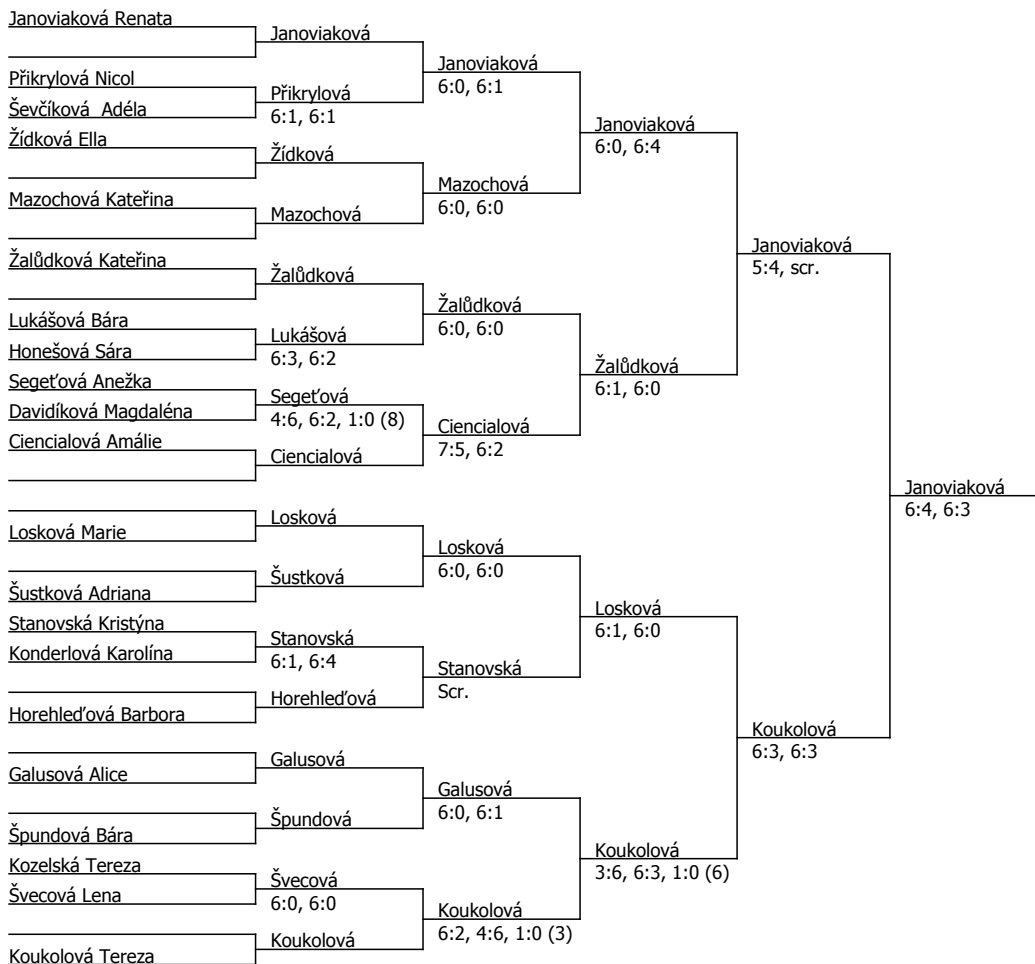 Janoviaková Renata
Janoviaková
Janoviaková
6:0, 6:1
Přikrylová Nicol
Přikrylová
6:1, 6:1
Ševčíková  Adéla
Janoviaková
6:0, 6:4
Žídková Ella
Žídková
Mazochová
6:0, 6:0
Mazochová Kateřina
Mazochová
Janoviaková
5:4, scr.
Žalůdková Kateřina
Žalůdková
Žalůdková
6:0, 6:0
Lukášová Bára
Lukášová
6:3, 6:2
Honešová Sára
Žalůdková
6:1, 6:0
Segeťová Anežka
Segeťová
4:6, 6:2, 1:0 (8)
Davidíková Magdaléna
Ciencialová
7:5, 6:2
Ciencialová Amálie
Ciencialová
Janoviaková
6:4, 6:3
Losková
Losková Marie
Losková
6:0, 6:0
Šustková
Šustková Adriana
Losková
6:1, 6:0
Stanovská Kristýna
Stanovská
6:1, 6:4
Konderlová Karolína
Stanovská
Scr.
Horehleďová
Horehleďová Barbora
Koukolová
6:3, 6:3
Galusová
Galusová Alice
Galusová
6:0, 6:1
Špundová
Špundová Bára
Koukolová
3:6, 6:3, 1:0 (6)
Kozelská Tereza
Švecová
6:0, 6:0
Švecová Lena
Koukolová
6:2, 4:6, 1:0 (3)
Koukolová
Koukolová Tereza